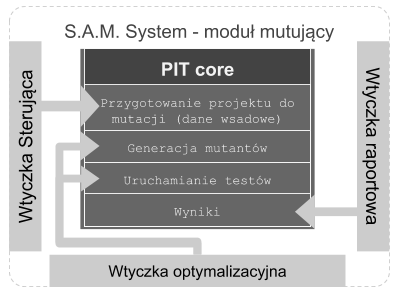 S.A.M. System - moduł mutujący
PIT core
Przygotowanie projektu do
mutacji (dane wsadowe)
Generacja mutantów
Uruchamianie testów
Wyniki
Wtyczka Sterująca
Wtyczka raportowa
Wtyczka optymalizacyjna